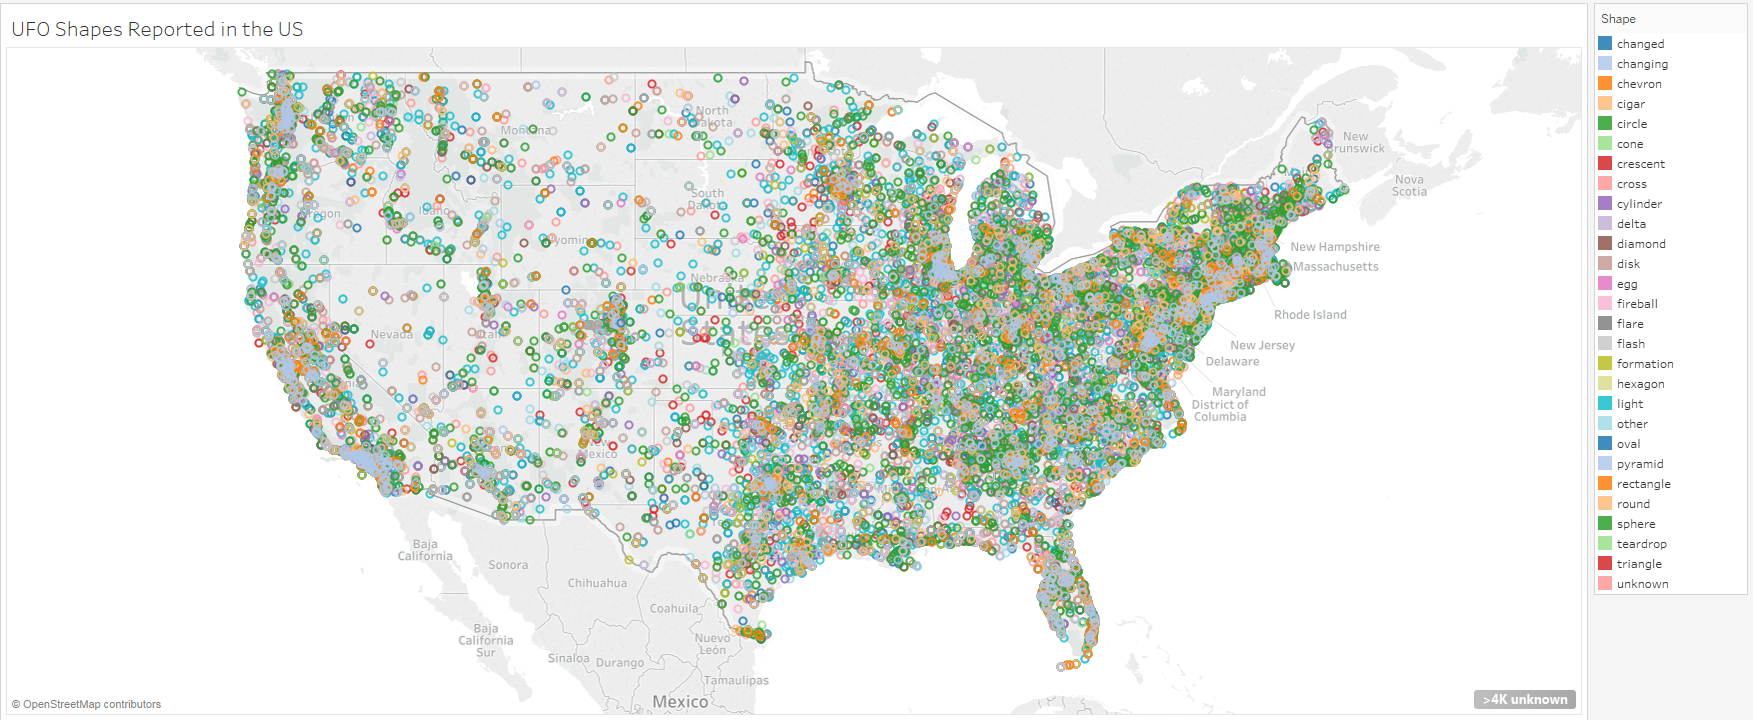 UFO Shapes Reported in the US
Shape
changed
changing
chevron
cigar
circle
cone
crescent
cross
cylinder
delta
diamond
disk
egg
fireball
flare
flash
formation
hexagon
light
other
oval
pyramid
rectangle
round
sphere
teardrop
triangle
unknown
Montana
North
Dakota
South
Nebraska
Nevada
Utah
New
Brunswick
Nova
Scotia
New Hampshire
Massachusetts
Rhode Island
New Jersey
Delaware
Maryland
District of
Columbia
Mexico
Baja
California
Sonora
Chihuahua
Coahuila
Baja
California
Sur
Sinaloa
Durango
Nuevo
León
Tamaulipas
Mexico
© OpenStreetMap contributors
>4K unknown